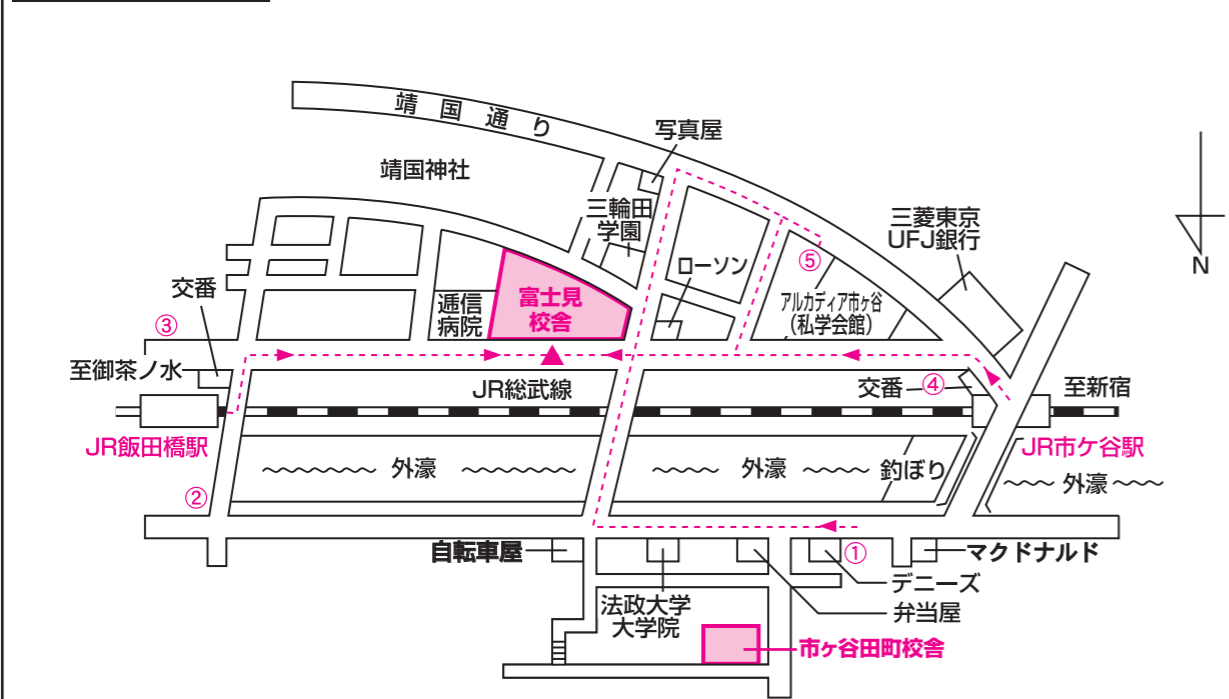 靖国通り
写真屋
靖国神社
三輪田
学園
三菱東京
UFJ銀行
N
ローソン
⑤
交番
アルカディア市ヶ谷
(私学会館)
逓信
病院
富士見
校舎
③
至御茶ノ水
JR総武線
交番
④
至新宿
JR飯田橋駅
JR市ケ谷駅
外濠
外濠
釣ぼり
外濠
②
自転車屋
①
マクドナルド
デニーズ
法政大学
大学院
弁当屋
市ヶ谷田町校舎